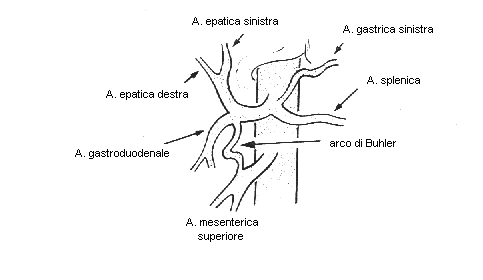 A. epatica sinistra
A. gastrica sinistra
A. splenica
A. epatica destra
arco di Buhler
A. gastroduodenale
A. mesenterica
superiore